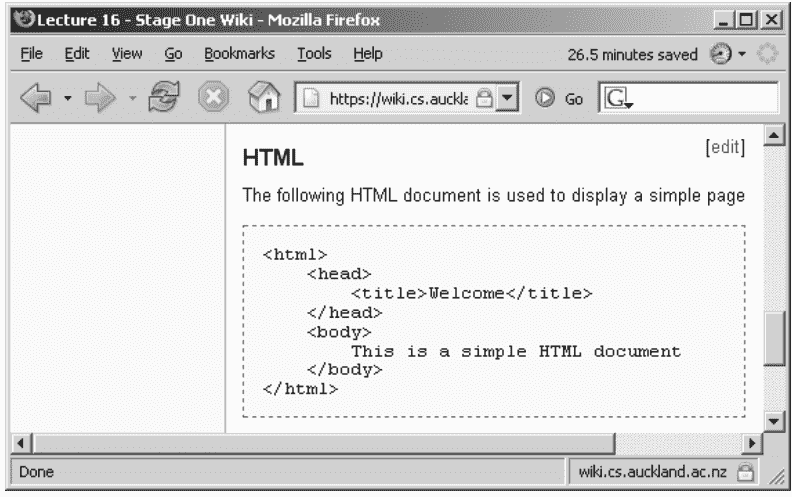 Lecture 16 - Stage One Wiki - Mozilla Firefox
File Edit View Go Bookmarks Tools Help 26.5 minutes saved
https://wiki.cs.auckla Go G
HTML [edit]
The following HTML document is used to display a simple page
<html>
    <head>
        <title>Welcome</title>
    </head>
    <body>
        This is a simple HTML document
    </body>
</html>
Done wiki.cs.auckland.ac.nz